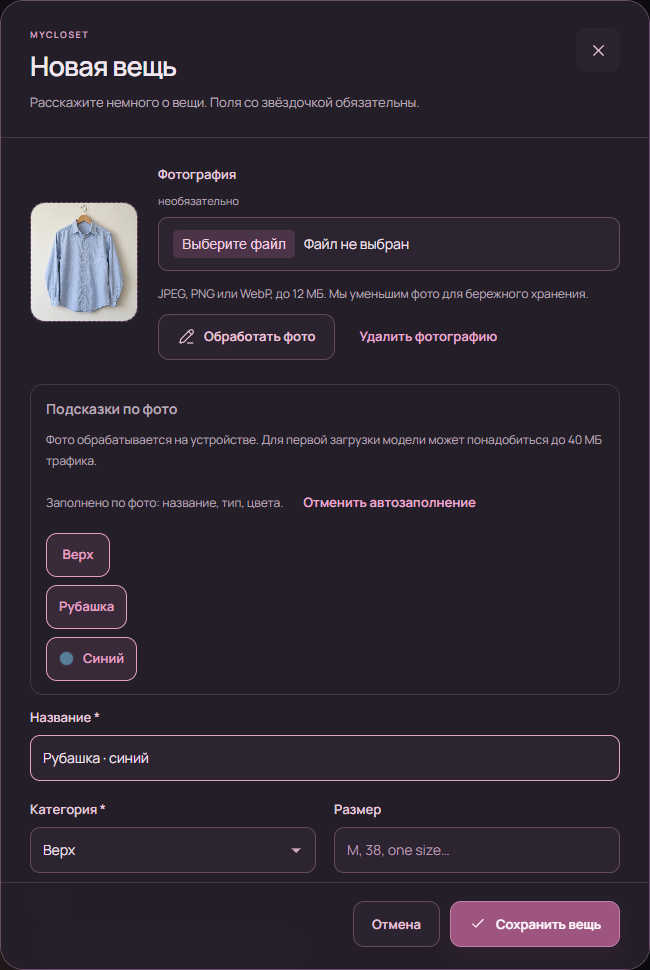 MYCLOSET
Новая вещь
Расскажите немного о вещи. Поля со звёздочкой обязательны.
Фотография
необязательно
Выберите файл Файл не выбран
JPEG, PNG или WebP, до 12 МБ. Мы уменьшим фото для бережного хранения.
Обработать фото Удалить фотографию
Подсказки по фото
Фото обрабатывается на устройстве. Для первой загрузки модели может понадобиться до 40 МБ
трафика.
Заполнено по фото: название, тип, цвета. Отменить автозаполнение
Верх
Рубашка
Синий
Название *
Рубашка · синий
Категория * Размер
Верх M, 38, one size...
Отмена Сохранить вещь